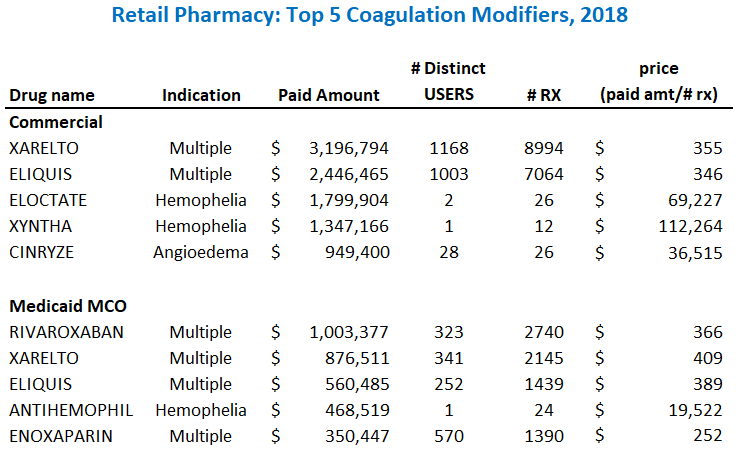 Retail Pharmacy: Top 5 Coagulation Modifiers, 2018
# Distinct price
Drug name Indication Paid Amount USERS # RX (paid amt/# rx)
Commercial
XARELTO Multiple $ 3,196,794 1168 8994 $ 355
ELIQUIS Multiple $ 2,446,465 1003 7064 $ 346
ELOCTATE Hemophelia $ 1,799,904 2 26 $ 69,227
XYNTHA Hemophelia $ 1,347,166 1 12 $ 112,264
CINRYZE Angioedema $ 949,400 28 26 $ 36,515
Medicaid MCO
RIVAROXABAN Multiple $ 1,003,377 323 2740 $ 366
XARELTO Multiple $ 876,511 341 2145 $ 409
ELIQUIS Multiple $ 560,485 252 1439 $ 389
ANTIHEMOPHIL Hemophelia $ 468,519 1 24 $ 19,522
ENOXAPARIN Multiple $ 350,447 570 1390 $ 252